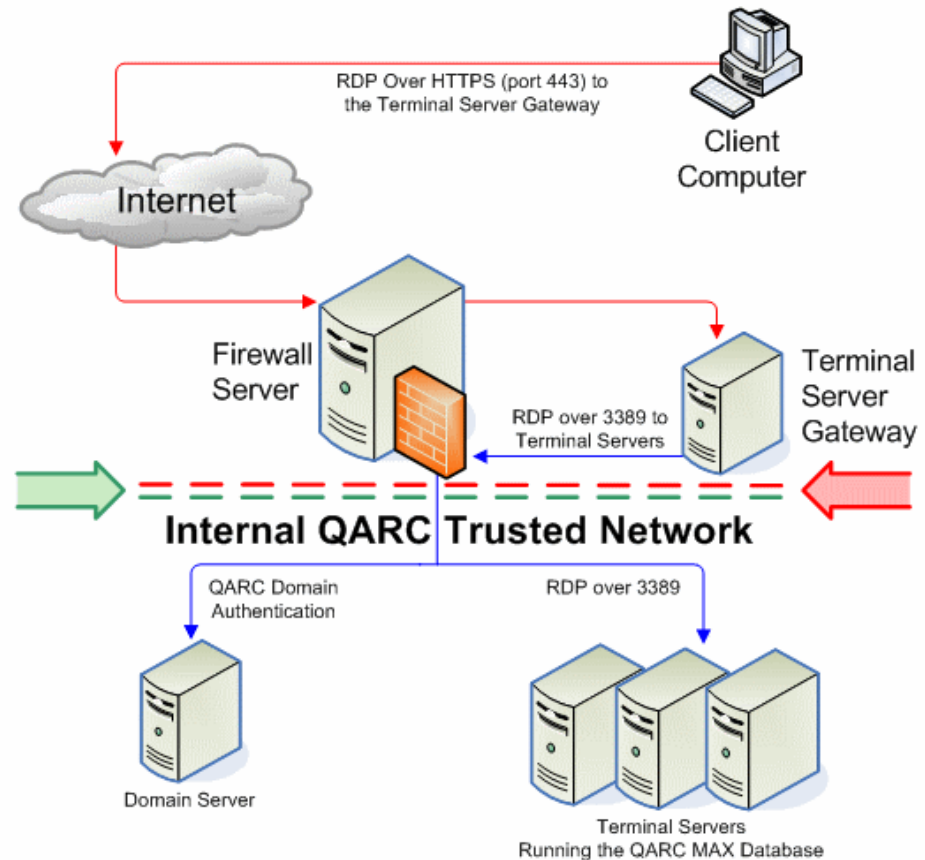 RDP Over HTTPS (port 443) to
the Terminal Server Gateway
Client
Computer
Internet
Firewall
Server
Terminal
Server
Gateway
RDP over 3389 to
Terminal Servers
Internal QARC Trusted Network
QARC Domain
Authentication
RDP over 3389
Domain Server
Terminal Servers
Running the QARC MAX Database